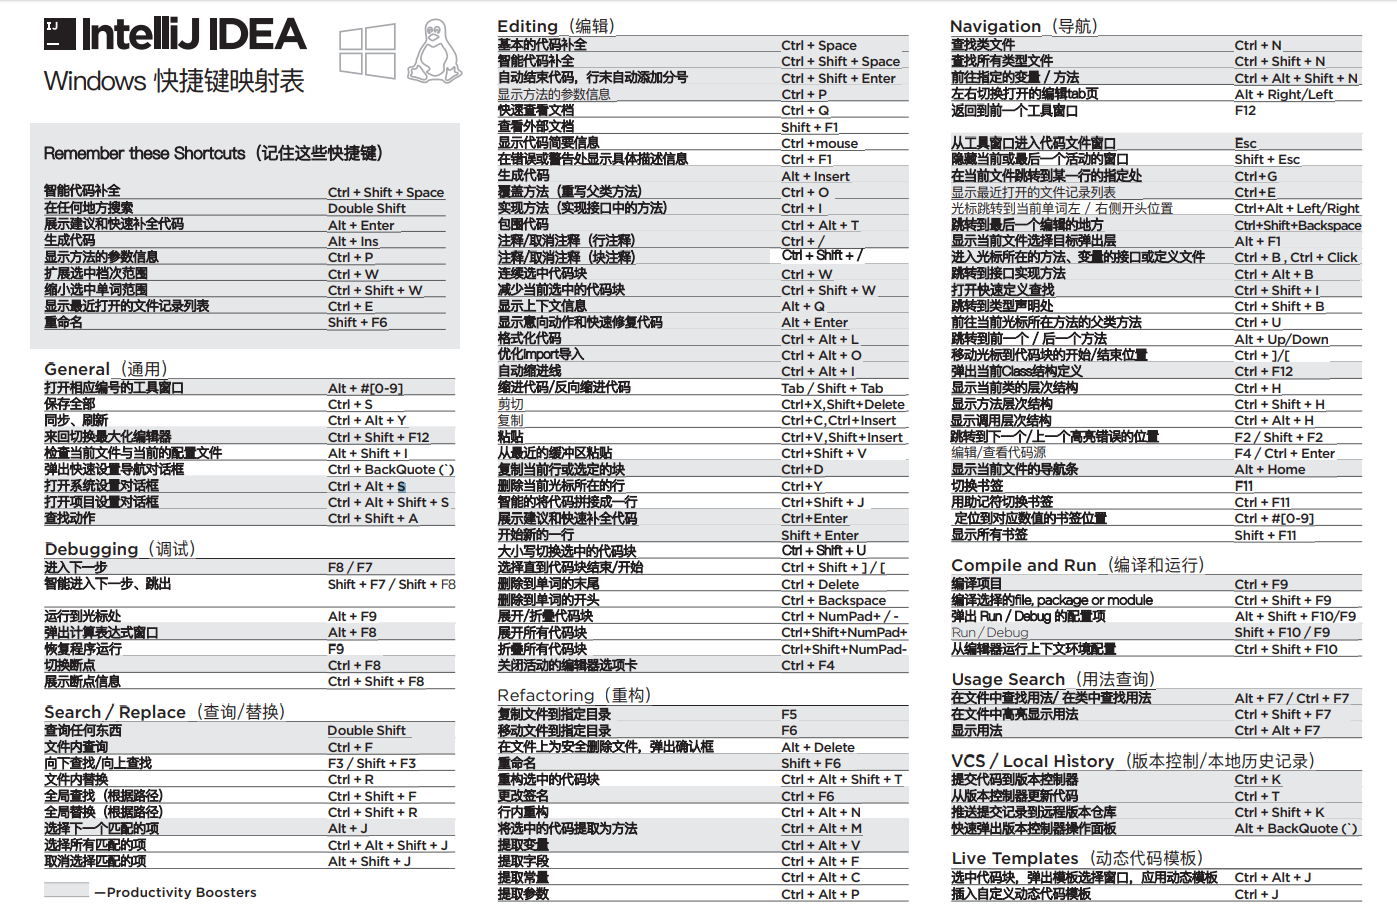 IJ IntelliJ IDEA
Windows 快捷键映射表
Remember these Shortcuts（记住这些快捷键）
智能代码补全 Ctrl + Shift + Space
在任何地方搜索 Double Shift
展示建议和快速补全代码 Alt + Enter
生成代码 Alt + Ins
显示方法的参数信息 Ctrl + P
扩展选中档次范围 Ctrl + W
缩小选中单词范围 Ctrl + Shift + W
显示最近打开的文件记录列表 Ctrl + E
重命名 Shift + F6
General（通用）
打开相应编号的工具窗口 Alt + #[0-9]
保存全部 Ctrl + S
同步、刷新 Ctrl + Alt + Y
来回切换最大化编辑器 Ctrl + Shift + F12
检查当前文件与当前的配置文件 Alt + Shift + I
弹出快速设置导航对话框 Ctrl + BackQuote (`)
打开系统设置对话框 Ctrl + Alt + S
打开项目设置对话框 Ctrl + Alt + Shift + S
查找动作 Ctrl + Shift + A
Debugging（调试）
进入下一步 F8 / F7
智能进入下一步、跳出 Shift + F7 / Shift + F8
运行到光标处 Alt + F9
弹出计算表达式窗口 Alt + F8
恢复程序运行 F9
切换断点 Ctrl + F8
展示断点信息 Ctrl + Shift + F8
Search / Replace（查询/替换）
查询任何东西 Double Shift
文件内查询 Ctrl + F
向下查找/向上查找 F3 / Shift + F3
文件内替换 Ctrl + R
全局查找（根据路径） Ctrl + Shift + F
全局替换（根据路径） Ctrl + Shift + R
选择下一个匹配的项 Alt + J
选择所有匹配的项 Ctrl + Alt + Shift + J
取消选择匹配的项 Alt + Shift + J
—Productivity Boosters
Editing（编辑）
基本的代码补全 Ctrl + Space
智能代码补全 Ctrl + Shift + Space
自动结束代码，行末自动添加分号 Ctrl + Shift + Enter
显示方法的参数信息 Ctrl + P
快速查看文档 Ctrl + Q
查看外部文档 Shift + F1
显示代码简要信息 Ctrl +mouse
在错误或警告处显示具体描述信息 Ctrl + F1
生成代码 Alt + Insert
覆盖方法（重写父类方法） Ctrl + O
实现方法（实现接口中的方法） Ctrl + I
包围代码 Ctrl + Alt + T
注释/取消注释（行注释） Ctrl + /
注释/取消注释（块注释） Ctrl + Shift + /
连续选中代码块 Ctrl + W
减少当前选中的代码块 Ctrl + Shift + W
显示上下文信息 Alt + Q
显示意向动作和快速修复代码 Alt + Enter
格式化代码 Ctrl + Alt + L
优化Import导入 Ctrl + Alt + O
自动缩进线 Ctrl + Alt + I
缩进代码/反向缩进代码 Tab / Shift + Tab
剪切 Ctrl+X,Shift+Delete
复制 Ctrl+C,Ctrl+Insert
粘贴 Ctrl+V,Shift+Insert
从最近的缓冲区粘贴 Ctrl+Shift + V
复制当前行或选定的块 Ctrl+D
删除当前光标所在的行 Ctrl+Y
智能的将代码拼接成一行 Ctrl+Shift + J
展示建议和快速补全代码 Ctrl+Enter
开始新的一行 Shift + Enter
大小写切换选中的代码块 Ctrl + Shift + U
选择直到代码块结束/开始 Ctrl + Shift + ] / [
删除到单词的末尾 Ctrl + Delete
删除到单词的开头 Ctrl + Backspace
展开/折叠代码块 Ctrl + NumPad+ / -
展开所有代码块 Ctrl+Shift+NumPad+
折叠所有代码块 Ctrl+Shift+NumPad-
关闭活动的编辑器选项卡 Ctrl + F4
Refactoring（重构）
复制文件到指定目录 F5
移动文件到指定目录 F6
在文件上为安全删除文件，弹出确认框 Alt + Delete
重命名 Shift + F6
重构选中的代码块 Ctrl + Alt + Shift + T
更改签名 Ctrl + F6
行内重构 Ctrl + Alt + N
将选中的代码提取为方法 Ctrl + Alt + M
提取变量 Ctrl + Alt + V
提取字段 Ctrl + Alt + F
提取常量 Ctrl + Alt + C
提取参数 Ctrl + Alt + P
Navigation（导航）
查找类文件 Ctrl + N
查找所有类型文件 Ctrl + Shift + N
前往指定的变量 / 方法 Ctrl + Alt + Shift + N
左右切换打开的编辑tab页 Alt + Right/Left
返回到前一个工具窗口 F12
从工具窗口进入代码文件窗口 Esc
隐藏当前或最后一个活动的窗口 Shift + Esc
在当前文件跳转到某一行的指定处 Ctrl+G
显示最近打开的文件记录列表 Ctrl+E
光标跳转到当前单词左 / 右侧开头位置 Ctrl+Alt + Left/Right
跳转到最后一个编辑的地方 Ctrl+Shift+Backspace
显示当前文件选择目标弹出层 Alt + F1
进入光标所在的方法、变量的接口或定义文件 Ctrl + B , Ctrl + Click
跳转到接口实现方法 Ctrl + Alt + B
打开快速定义查找 Ctrl + Shift + I
跳转到类型声明处 Ctrl + Shift + B
前往当前光标所在方法的父类方法 Ctrl + U
跳转到前一个 / 后一个方法 Alt + Up/Down
移动光标到代码块的开始/结束位置 Ctrl + ]/[
弹出当前Class结构定义 Ctrl + F12
显示当前类的层次结构 Ctrl + H
显示方法层次结构 Ctrl + Shift + H
显示调用层次结构 Ctrl + Alt + H
跳转到下一个/上一个高亮错误的位置 F2 / Shift + F2
编辑/查看代码源 F4 / Ctrl + Enter
显示当前文件的导航条 Alt + Home
切换书签 F11
用助记符切换书签 Ctrl + F11
定位到对应数值的书签位置 Ctrl + #[0-9]
显示所有书签 Shift + F11
Compile and Run（编译和运行）
编译项目 Ctrl + F9
编译选择的file, package or module Ctrl + Shift + F9
弹出 Run / Debug 的配置项 Alt + Shift + F10/F9
Run / Debug Shift + F10 / F9
从编辑器运行上下文环境配置 Ctrl + Shift + F10
Usage Search（用法查询）
在文件中查找用法/ 在类中查找用法 Alt + F7 / Ctrl + F7
在文件中高亮显示用法 Ctrl + Shift + F7
显示用法 Ctrl + Alt + F7
VCS / Local History（版本控制/本地历史记录）
提交代码到版本控制器 Ctrl + K
从版本控制器更新代码 Ctrl + T
推送提交记录到远程版本仓库 Ctrl + Shift + K
快速弹出版本控制器操作面板 Alt + BackQuote (`)
Live Templates（动态代码模板）
选中代码块，弹出模板选择窗口，应用动态模板 Ctrl + Alt + J
插入自定义动态代码模板 Ctrl + J